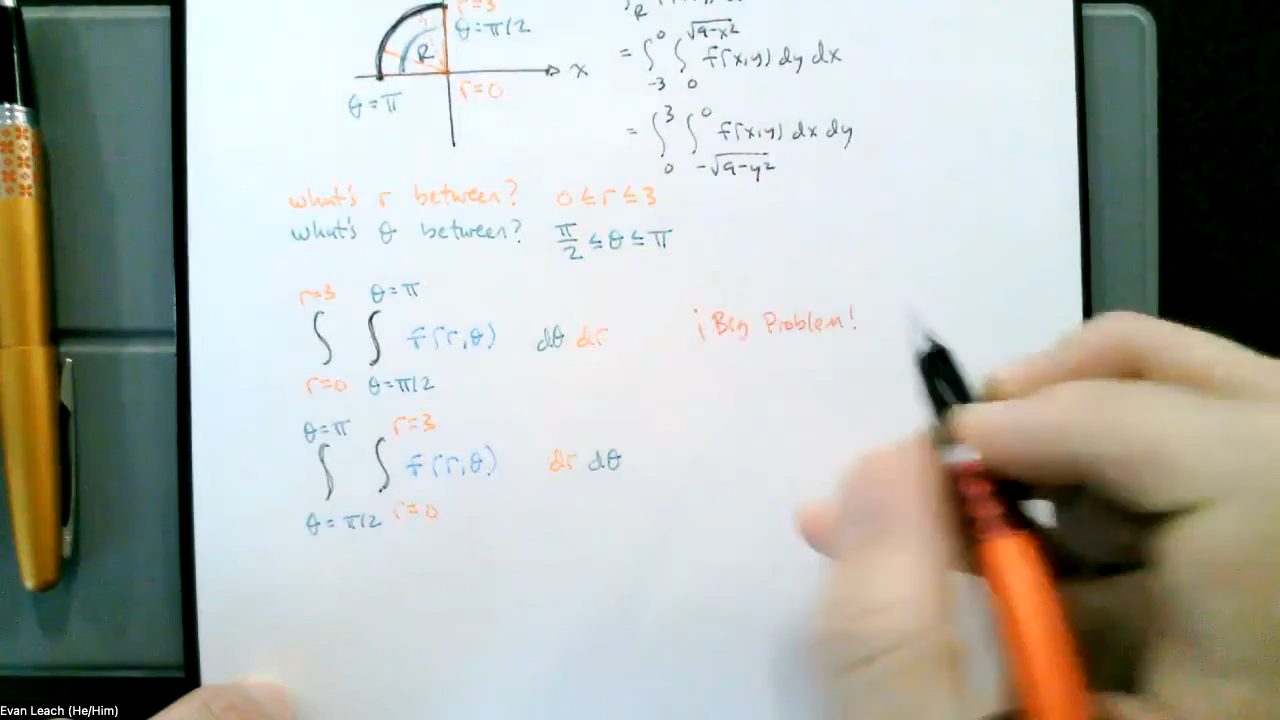 r=3
θ=π/2
R
x
r=0
θ=π
R
= ∫_{-3}^{0} ∫_{0}^{√9-x²} f(x,y) dy dx
= ∫_{0}^{3} ∫_{-√9-y²}^{0} f(x,y) dx dy
what's r between? 0≤r≤3
what's θ between? π/2 ≤θ≤π
r=3 θ=π
∫ ∫ f(r,θ) dθ dr
¡Big Problem!
r=0 θ=π/2
θ=π r=3
∫ ∫ f(r,θ) dr dθ
θ=π/2 r=0
Evan Leach (He/Him)